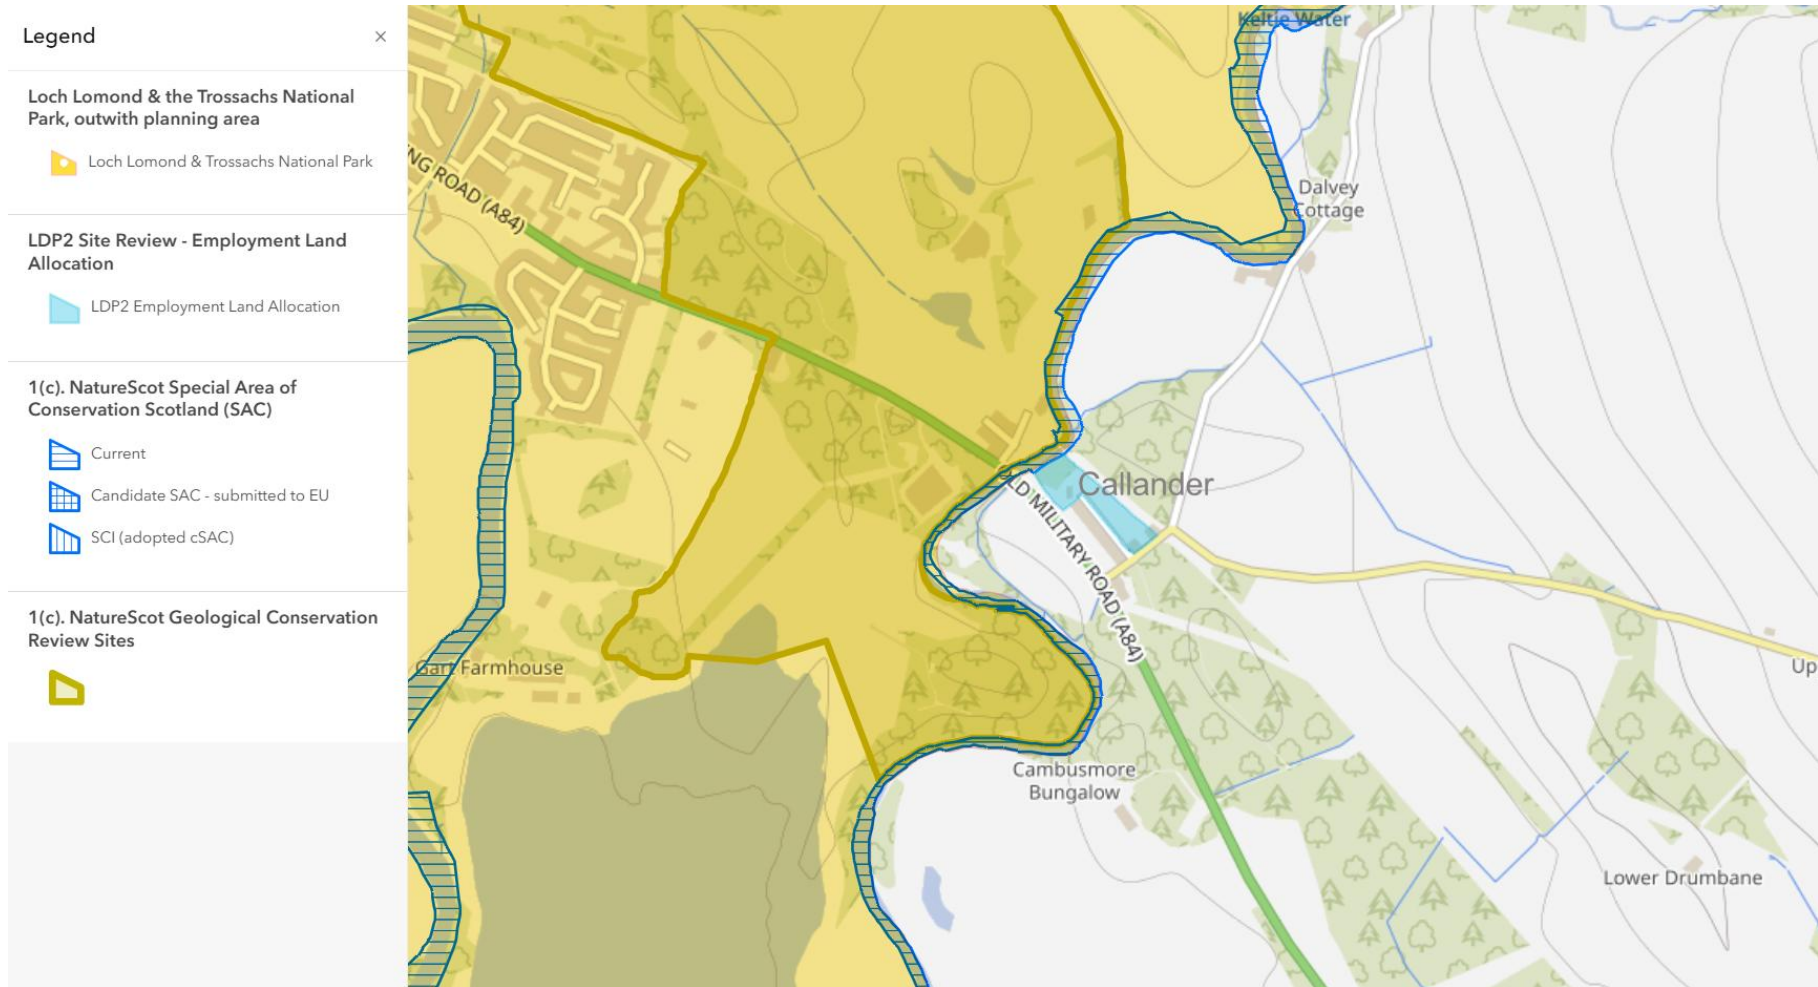 Legend
×
Loch Lomond & the Trossachs National
Park, outwith planning area
Loch Lomond & Trossachs National Park
LDP2 Site Review - Employment Land
Allocation
LDP2 Employment Land Allocation
1(c). NatureScot Special Area of
Conservation Scotland (SAC)
Current
Candidate SAC - submitted to EU
SCI (adopted cSAC)
1(c). NatureScot Geological Conservation
Review Sites
Keltie Water
NG ROAD (A84)
Dalvey
Cottage
Callander
OLD MILITARY ROAD (A84)
Gart Farmhouse
Up
Cambusmore
Bungalow
Lower Drumbane